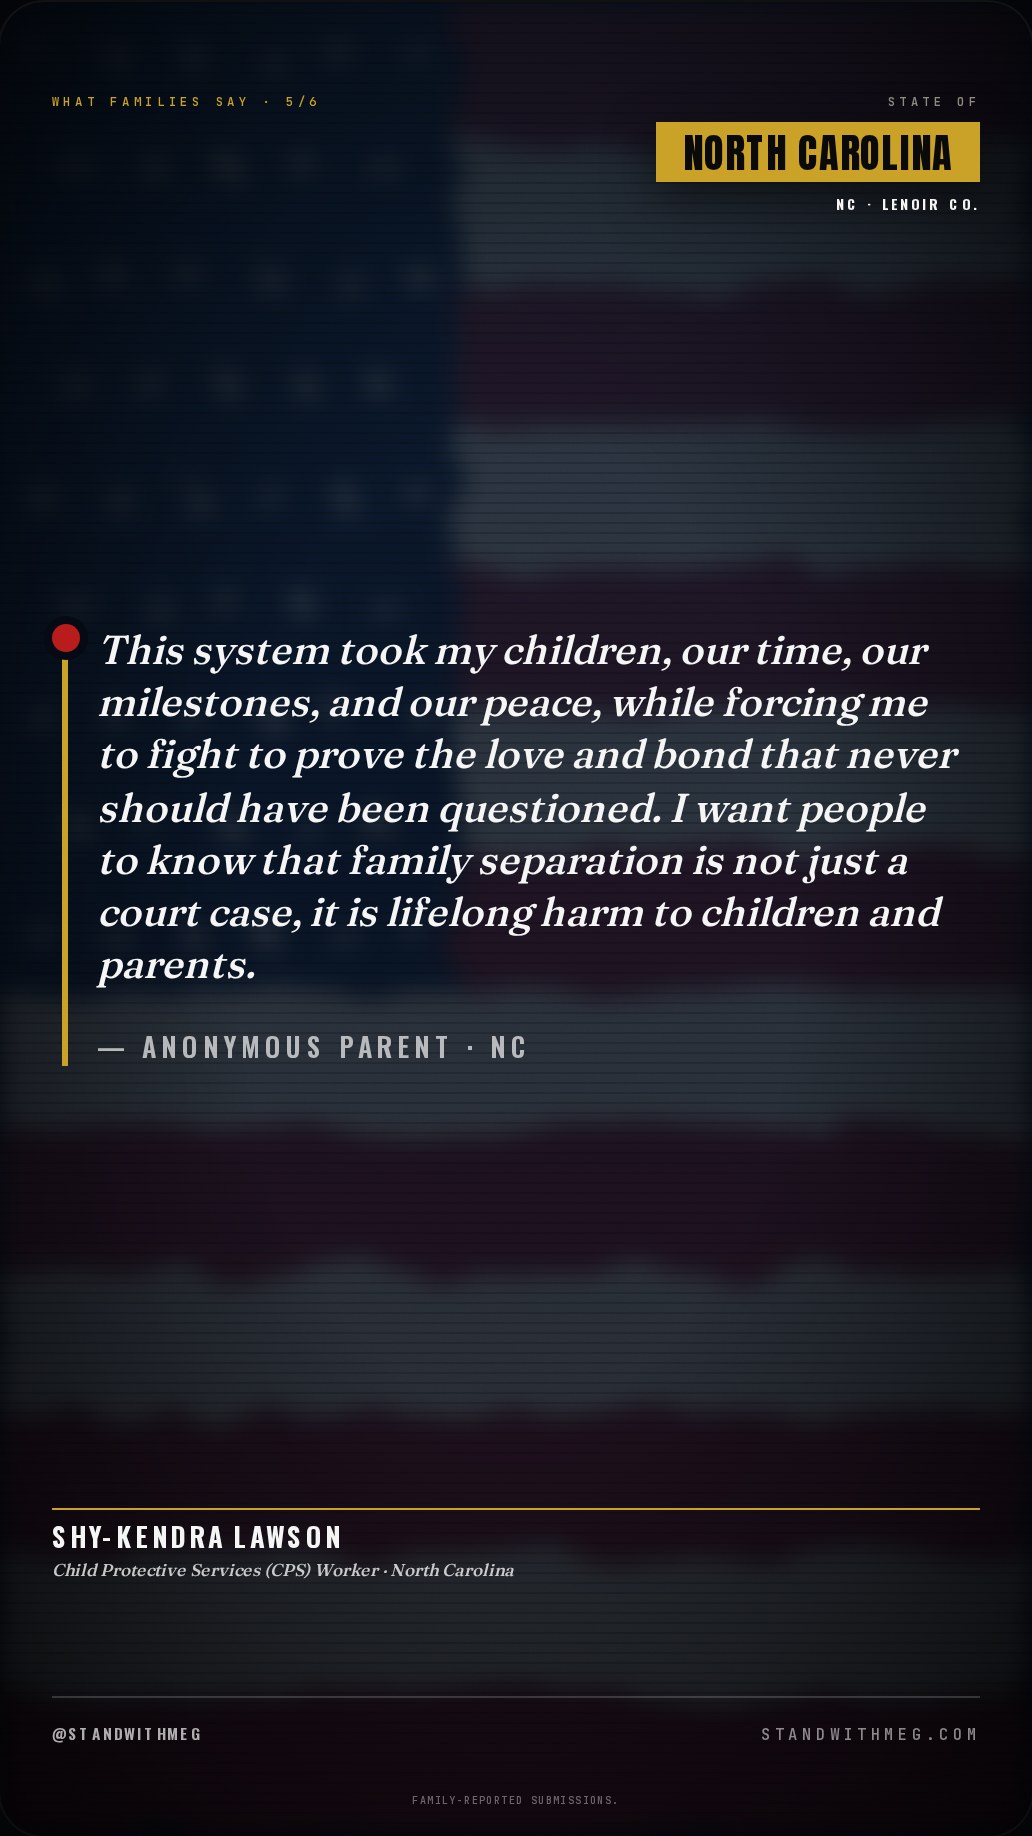 WHAT FAMILIES SAY · 5/6
STATE OF
NORTH CAROLINA
NC · LENOIR CO.
This system took my children, our time, our
milestones, and our peace, while forcing me
to fight to prove the love and bond that never
should have been questioned. I want people
to know that family separation is not just a
court case, it is lifelong harm to children and
parents.
— ANONYMOUS PARENT · NC
SHY-KENDRA LAWSON
Child Protective Services (CPS) Worker · North Carolina
@STANDWITHMEG
STANDWITHMEG.COM
FAMILY-REPORTED SUBMISSIONS.